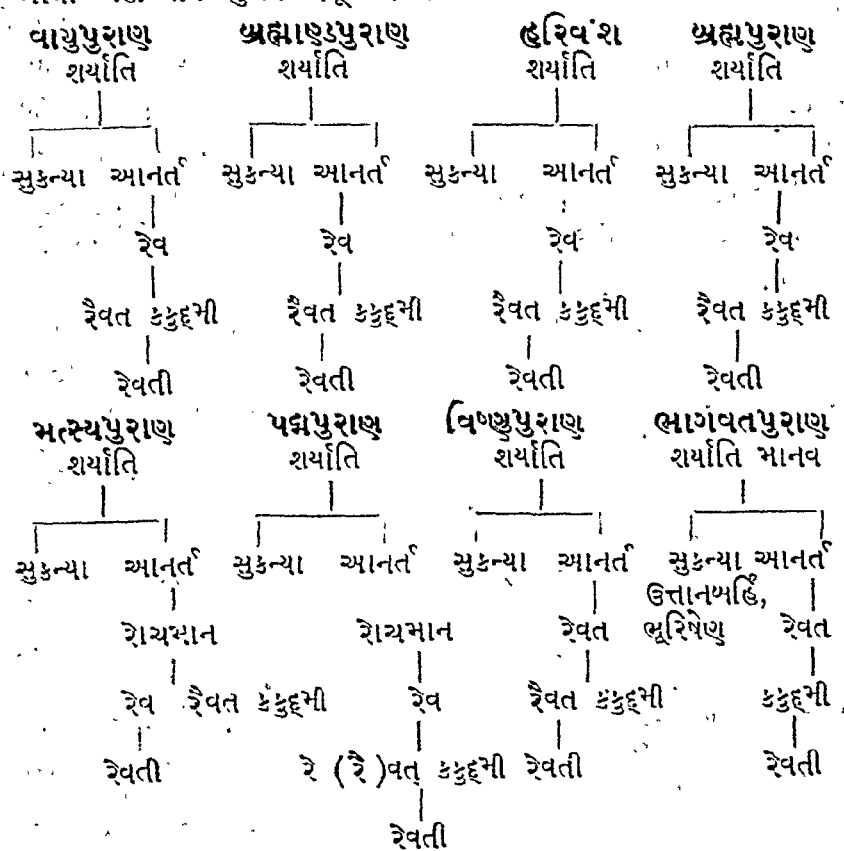 વાયુપુરાણ બ્રહ્માણ્ડપુરાણ હરિવંશ બ્રહ્મપુરાણ
શર્યાતિ શર્યાતિ શર્યાતિ શર્યાતિ
સુકન્યા આનર્ત સુકન્યા આનર્ત સુકન્યા આનર્ત સુકન્યા આનર્ત
રેવ રેવ રેવ રેવ
રૈવત કકુદ્મી રૈવત કકુદ્મી રૈવત કકુદ્મી રૈવત કકુદ્મી
રેવતી રેવતી રેવતી રેવતી
મત્સ્યપુરાણ પદ્મપુરાણ વિષ્ણુપુરાણ ભાગવતપુરાણ
શર્યાતિ શર્યાતિ શર્યાતિ શર્યાતિ માનવ
સુકન્યા આનર્ત સુકન્યા આનર્ત સુકન્યા આનર્ત સુકન્યા આનર્ત
ઉત્તાનબર્હિ,
રોચમાન રોચમાન રેવત ભૂરિષેણ રેવત
રેવ રૈવત કકુદ્મી રેવ રૈવત કકુદ્મી કકુદ્મી
રેવતી રે (રૈ)વત્ કકુદ્મી રેવતી રેવતી
રેવતી